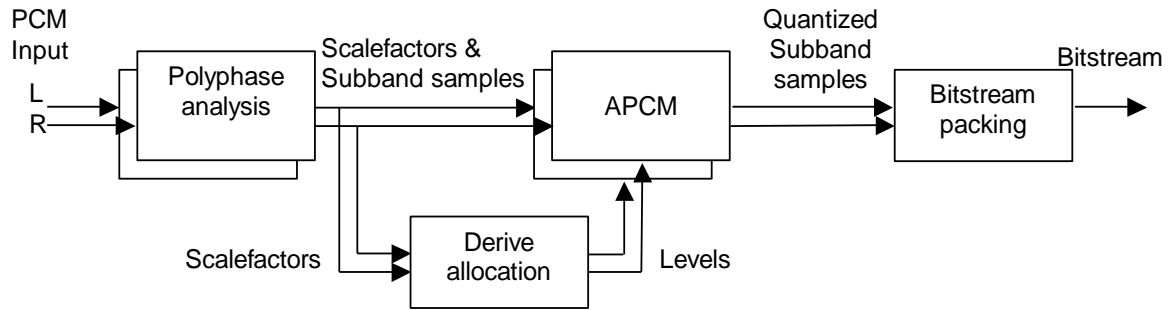 PCM
Input
L
R
Polyphase
analysis
Scalefactors &
Subband samples
APCM
Quantized
Subband
samples
Bitstream
Bitstream
packing
Scalefactors
Derive
allocation
Levels